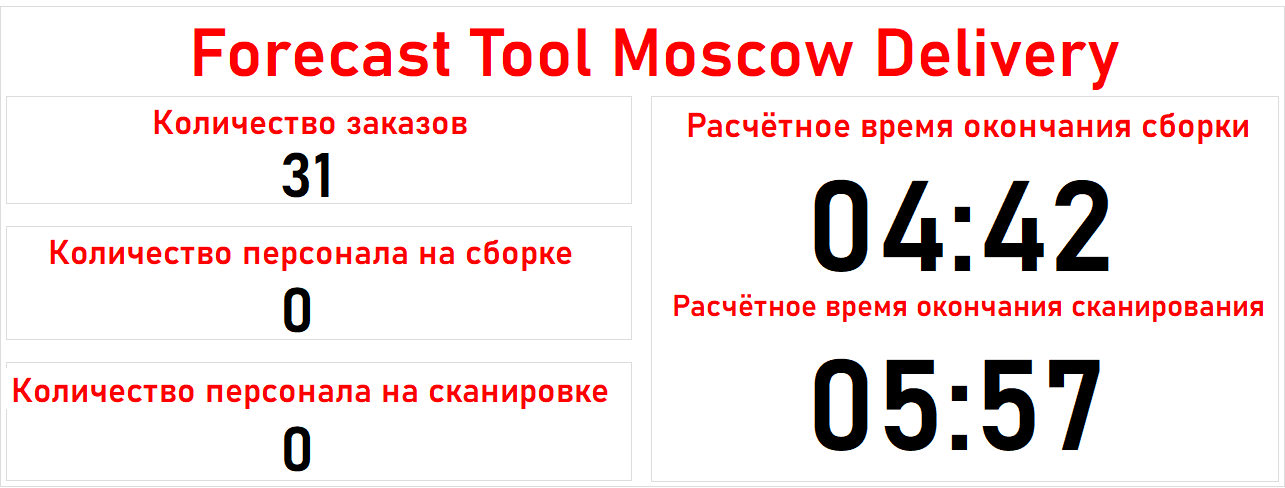 Forecast Tool Moscow Delivery
Количество заказов
31
Количество персонала на сборке
0
Количество персонала на сканировке
0
Расчётное время окончания сборки
04:42
Расчётное время окончания сканирования
05:57